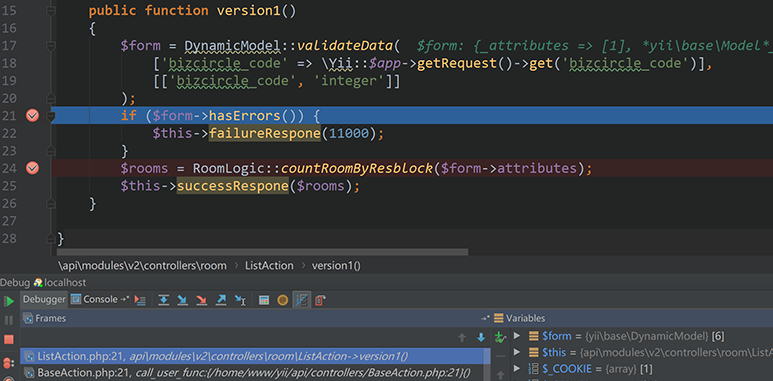 15 public function version1()
16 {
17 $form = DynamicModel::validateData( $form: {_attributes => [1], *yii\base\Model*_
18 ['bizcircle_code' => \Yii::$app->getRequest()->get('bizcircle_code')],
19 [['bizcircle_code', 'integer']]
20 );
21 if ($form->hasErrors()) {
22 $this->failureRespone(11000);
23 }
24 $rooms = RoomLogic::countRoomByResblock($form->attributes);
25 $this->successRespone($rooms);
26 }
27
28 }
\api\modules\v2\controllers\room › ListAction › version1()
Debug localhost
Debugger Console
Frames
Variables
ListAction.php:21, api\modules\v2\controllers\room\ListAction->version1()
BaseAction.php:21, call_user_func:{/home/www/yii/api/controllers/BaseAction.php:21}()
$form = {yii\base\DynamicModel} [6]
$this = {api\modules\v2\controllers\room\ListA
$_COOKIE = {array} [1]